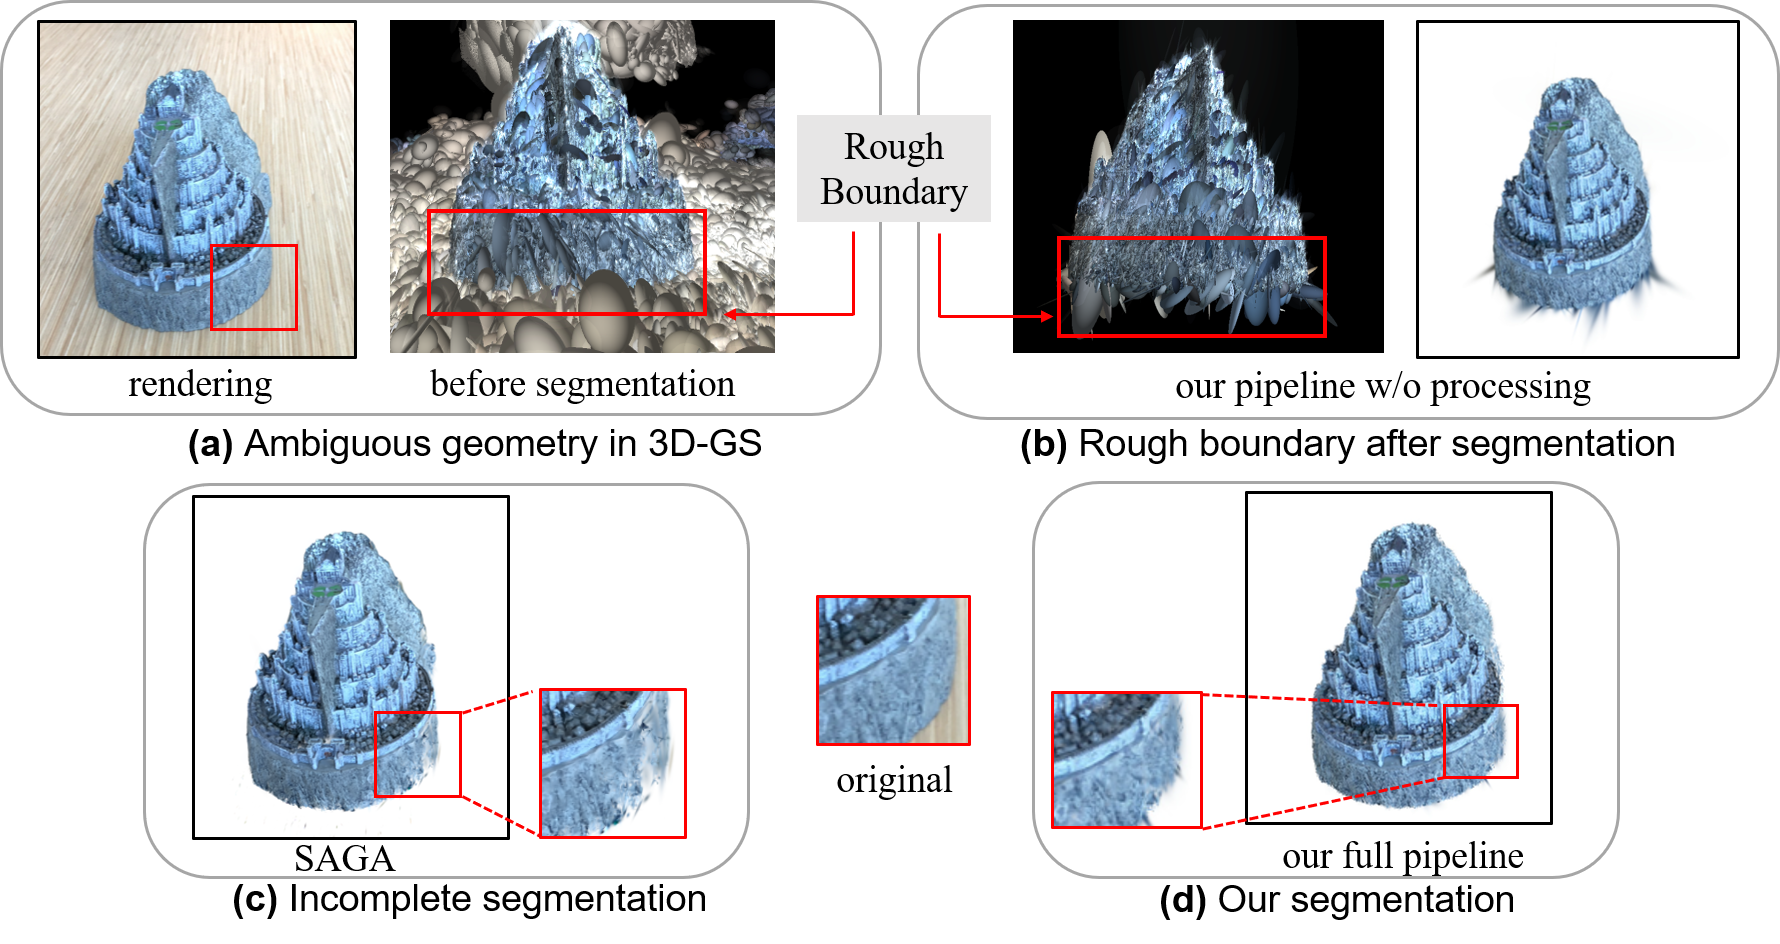 Rough
Boundary
rendering
before segmentation
our pipeline w/o processing
(a) Ambiguous geometry in 3D-GS
(b) Rough boundary after segmentation
original
SAGA
our full pipeline
(c) Incomplete segmentation
(d) Our segmentation